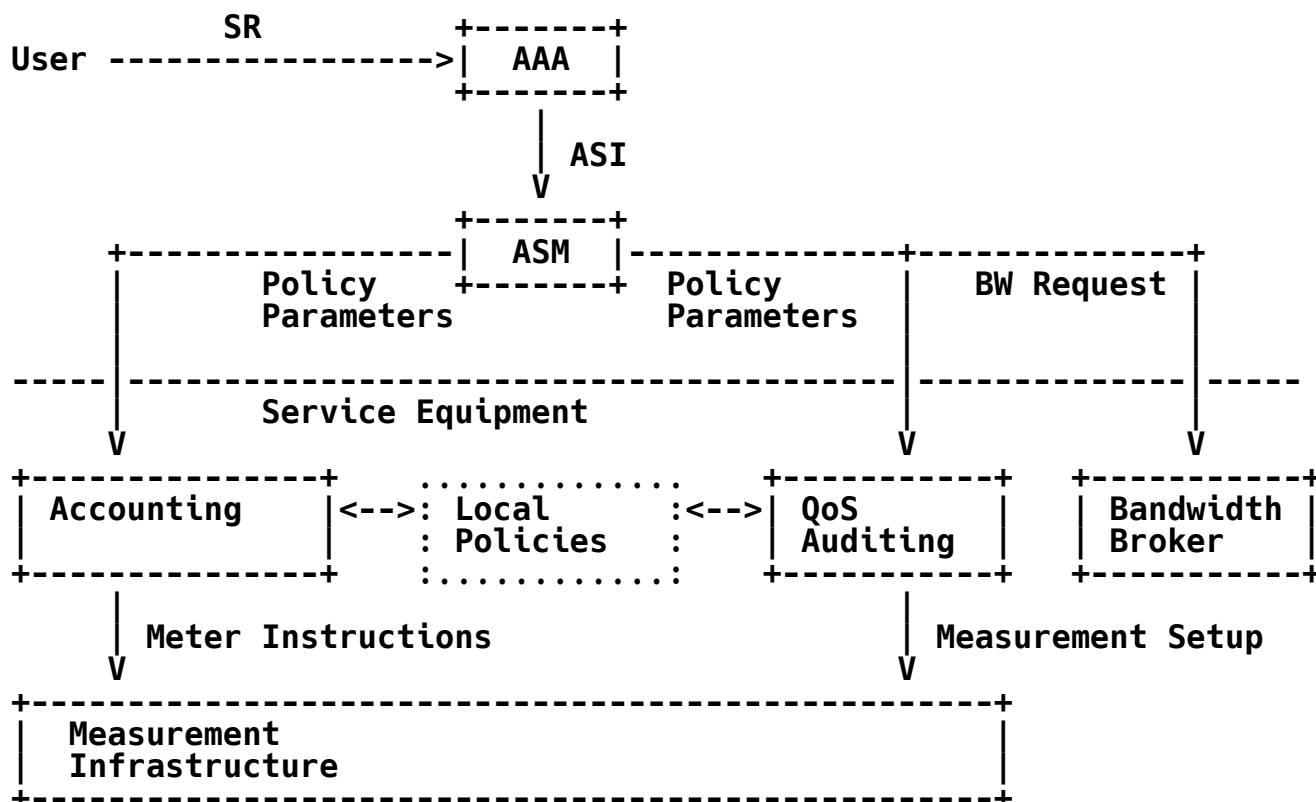 SR            +-------+
User ----------------->|  AAA  |
                       +-------+
                           |
                           | ASI
                           V
                       +-------+
     +-----------------|  ASM  |--------------+--------------+
     |       Policy    +-------+  Policy      |   BW Request |
     |       Parameters           Parameters  |              |
     |                                        |              |
-----|----------------------------------------|--------------|-----
     |       Service Equipment                |              |
     V                                        V              V
+----------------+    ..............   +-----------+   +-----------+
| Accounting     |<-->: Local      :<-->| QoS       |   | Bandwidth |
|                |    : Policies   :    | Auditing  |   | Broker    |
+----------------+    :............:   +-----------+   +-----------+
     |                                        |
     | Meter Instructions                     | Measurement Setup
     V                                        V
+---------------------------------------------------+
|  Measurement                                      |
|  Infrastructure                                   |
+---------------------------------------------------+